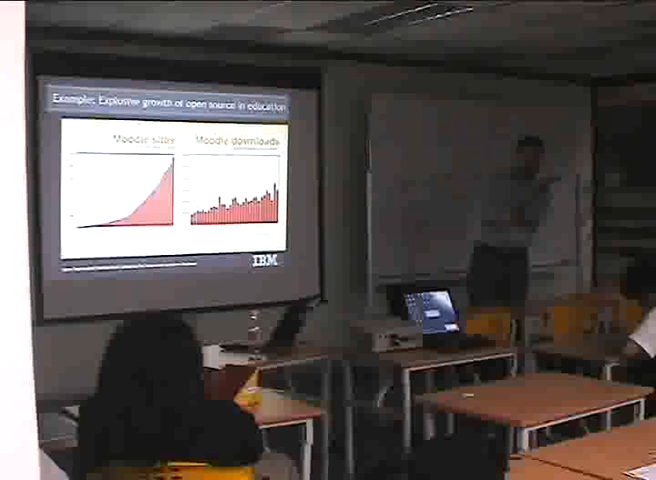 Example: Explosive growth of open source in education
Moodle sites
Moodle downloads
IBM